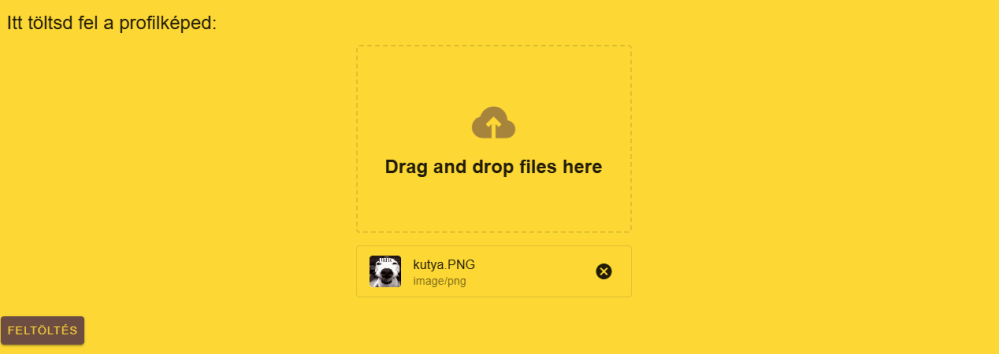 Itt töltsd fel a profilképed:
Drag and drop files here
kutya.PNG
image/png
FELTÖLTÉS